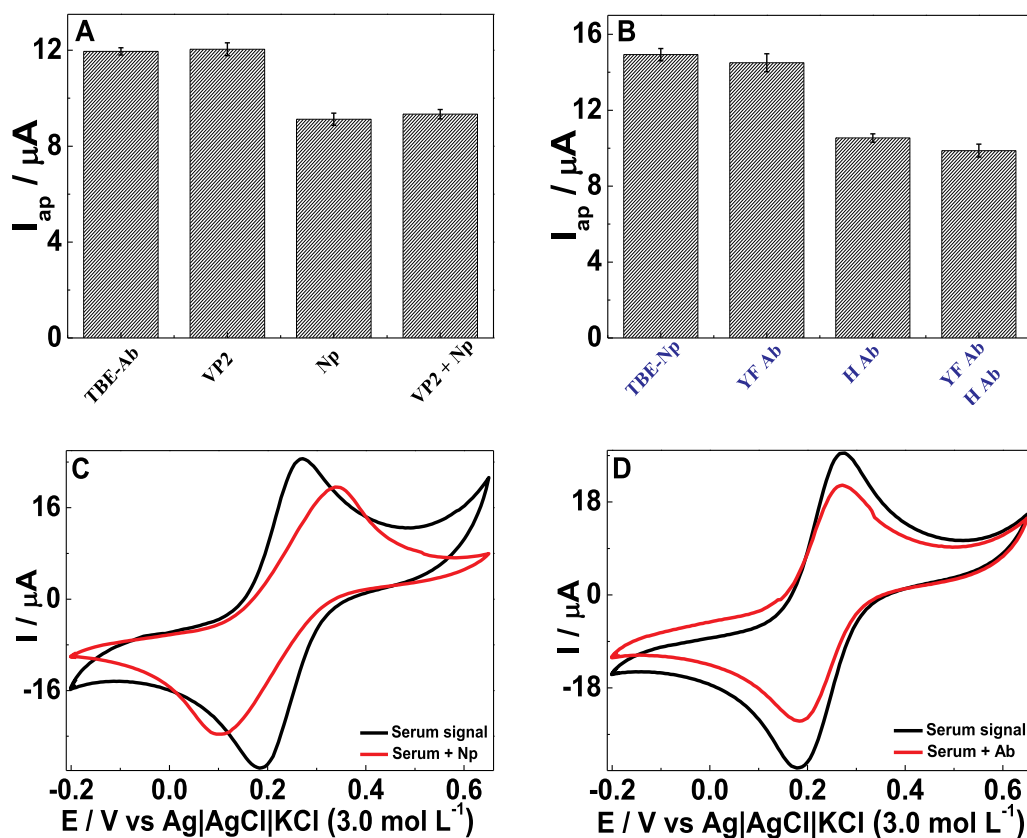 A
I_ap / µA
12
8
4
0
TBE-Ab
VP2
Np
VP2 + Np
B
I_ap / µA
16
12
8
4
0
TBE-Np
YF Ab
H Ab
YF Ab
H Ab
C
I / µA
16
0
-16
Serum signal
Serum + Np
-0.2 0.0 0.2 0.4 0.6
E / V vs Ag|AgCl|KCl (3.0 mol L⁻¹)
D
I / µA
18
0
-18
Serum signal
Serum + Ab
-0.2 0.0 0.2 0.4 0.6
E / V vs Ag|AgCl|KCl (3.0 mol L⁻¹)